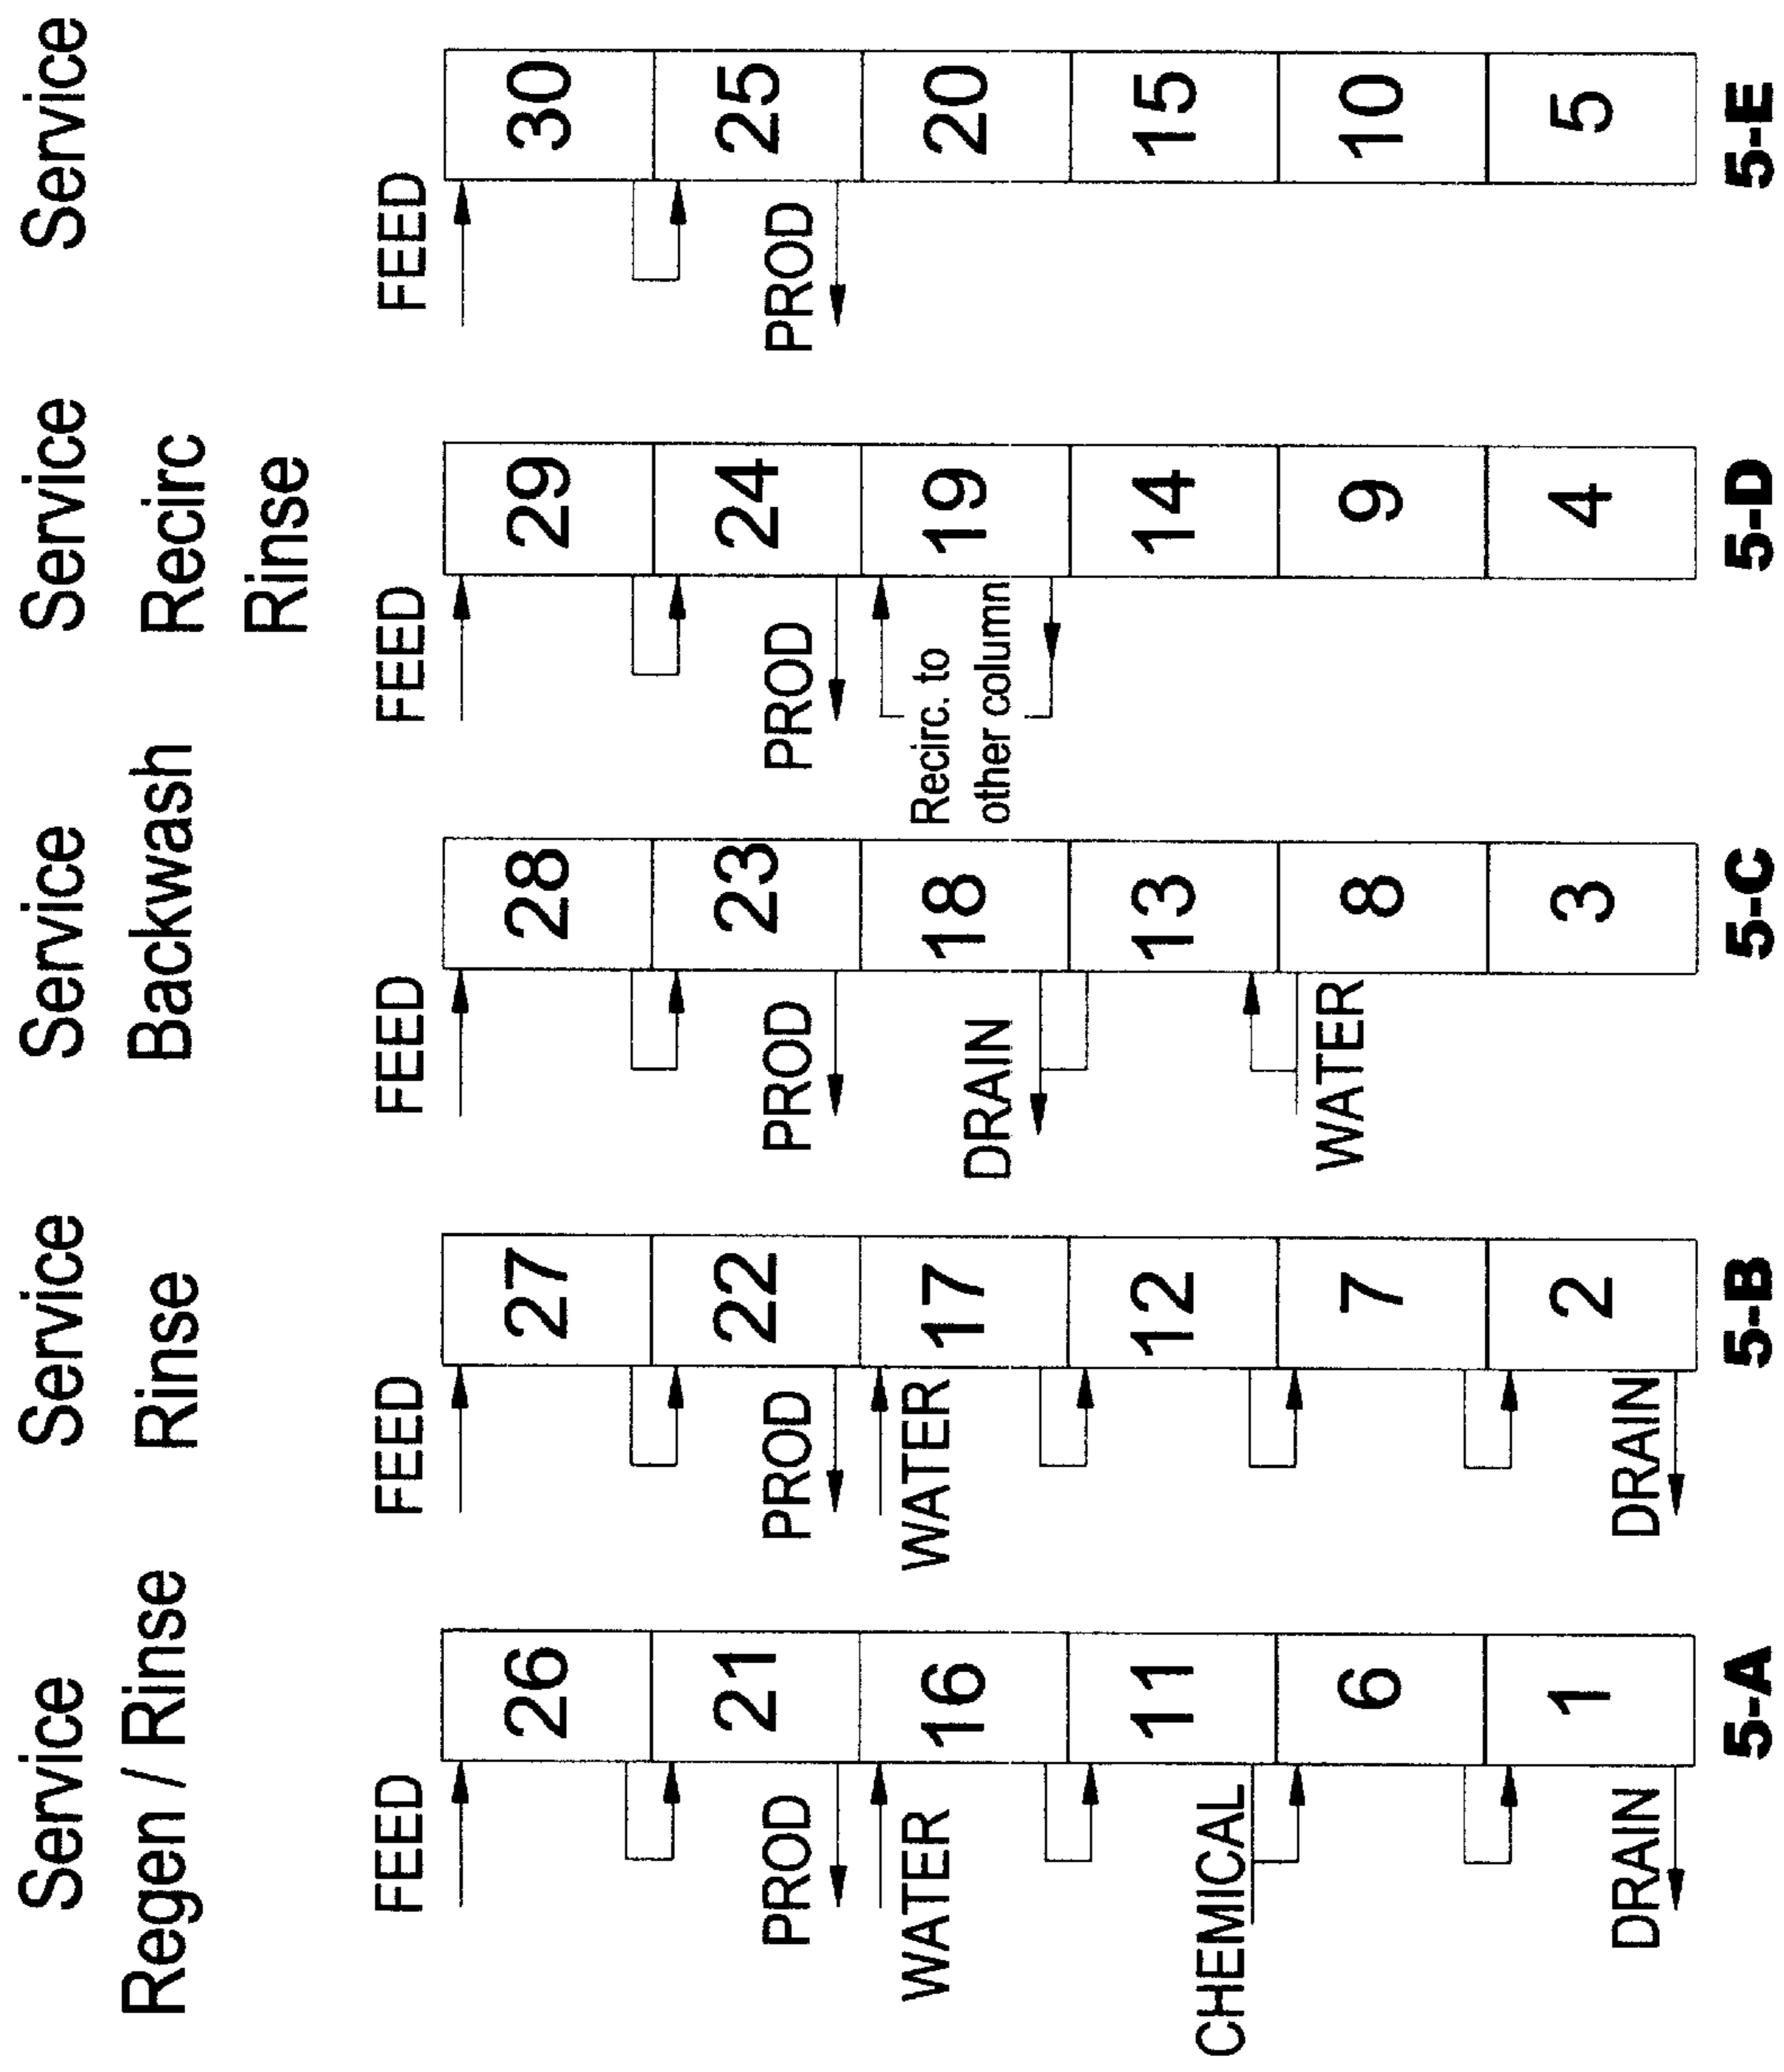 Service
Regen / Rinse
FEED
26
PROD
21
WATER
16
11
CHEMICAL
6
1
DRAIN
5-A
Service
Rinse
FEED
27
22
PROD
WATER
17
12
7
2
DRAIN
5-B
Service
Backwash
FEED
28
23
PROD
18
DRAIN
13
8
WATER
3
5-C
Service
Recirc
Rinse
FEED
29
24
PROD
Recirc. to
other column
19
14
9
4
5-D
Service
FEED
30
25
PROD
20
15
10
5
5-E